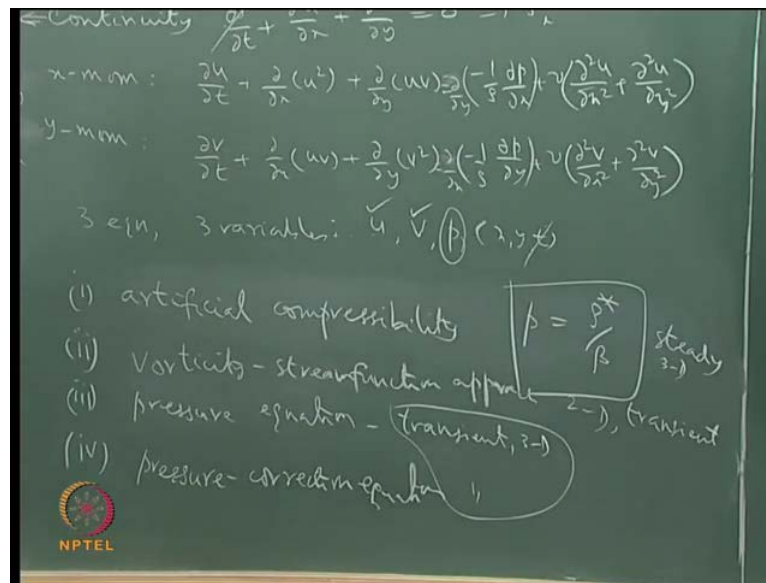 Continuity ∂ρ/∂t + ∂u/∂x + ∂v/∂y = 0
x-mom: ∂u/∂t + ∂/∂x (u²) + ∂/∂y (uv) = ∂/∂y (-1/ρ ∂p/∂x) + ν(∂²u/∂x² + ∂²u/∂y²)
y-mom: ∂v/∂t + ∂/∂x (uv) + ∂/∂y (v²) = ∂/∂x (-1/ρ ∂p/∂y) + ν(∂²v/∂x² + ∂²v/∂y²)
3 eqn, 3 variables: u, v, p (x,y,t)
(i) artificial compressibility p = ρ*/β steady 3-D
(ii) Vorticity-streamfunction 2-D, transient
(iii) pressure equation - transient, 3-D
(iv) pressure-correction equation "
NPTEL